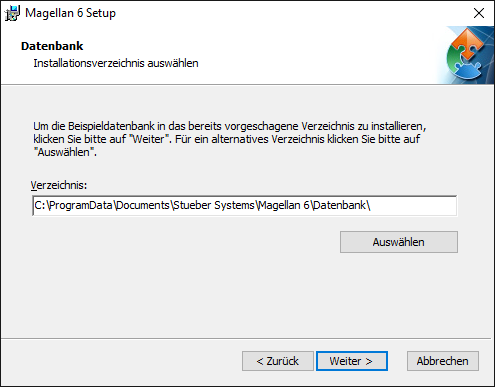 Magellan 6 Setup
Datenbank
Installationsverzeichnis auswählen
Um die Beispieldatenbank in das bereits vorgeschagene Verzeichnis zu installieren,
klicken Sie bitte auf "Weiter". Für ein alternatives Verzeichnis klicken Sie bitte auf
"Auswählen".
Verzeichnis:
C:\ProgramData\Documents\Stueber Systems\Magellan 6\Datenbank\
Auswählen
< Zurück
Weiter >
Abbrechen